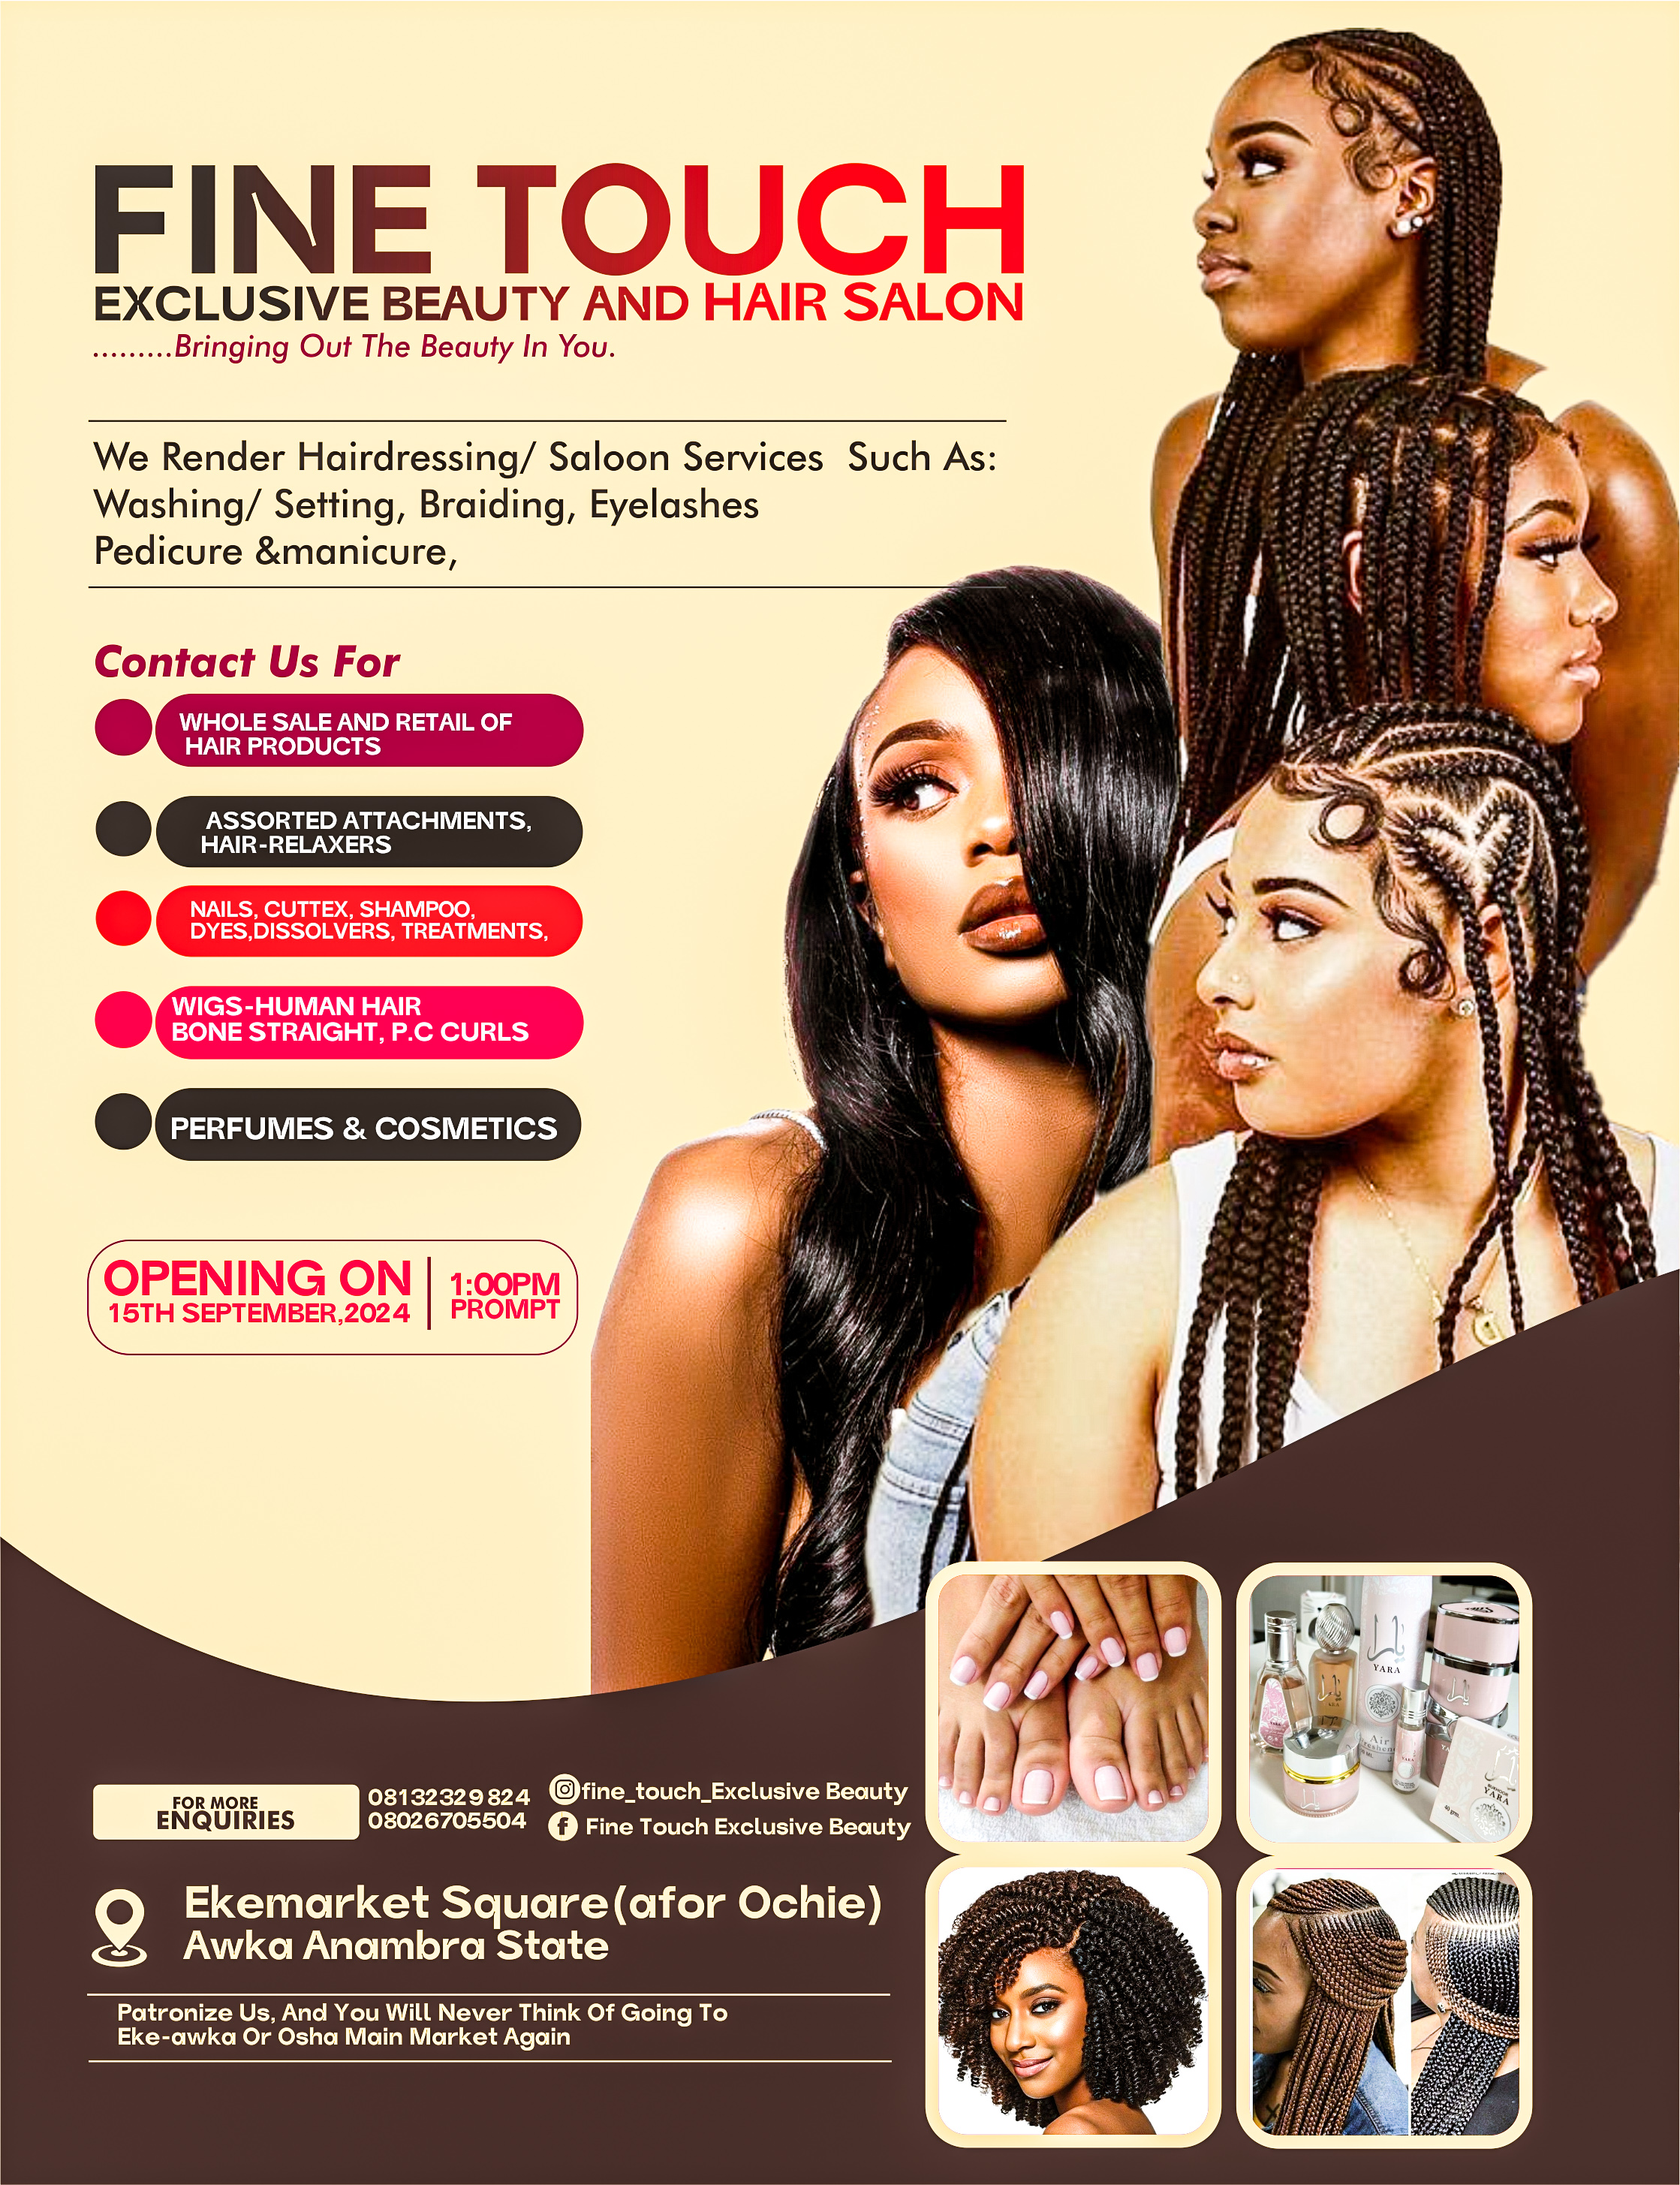 FINE TOUCH
EXCLUSIVE BEAUTY AND HAIR SALON
.........Bringing Out The Beauty In You.
We Render Hairdressing/ Saloon Services Such As:
Washing/ Setting, Braiding, Eyelashes
Pedicure &manicure,
Contact Us For
WHOLE SALE AND RETAIL OF
HAIR PRODUCTS
ASSORTED ATTACHMENTS,
HAIR-RELAXERS
NAILS, CUTTEX, SHAMPOO,
DYES,DISSOLVERS, TREATMENTS,
WIGS-HUMAN HAIR
BONE STRAIGHT, P.C CURLS
PERFUMES & COSMETICS
OPENING ON
15TH SEPTEMBER,2024
1:00PM
PROMPT
يارا
YARA
Air
YARA
FOR MORE
ENQUIRIES
08132329824
08026705504
fine_touch_Exclusive Beauty
Fine Touch Exclusive Beauty
Ekemarket Square(afor Ochie)
Awka Anambra State
Patronize Us, And You Will Never Think Of Going To
Eke-awka Or Osha Main Market Again